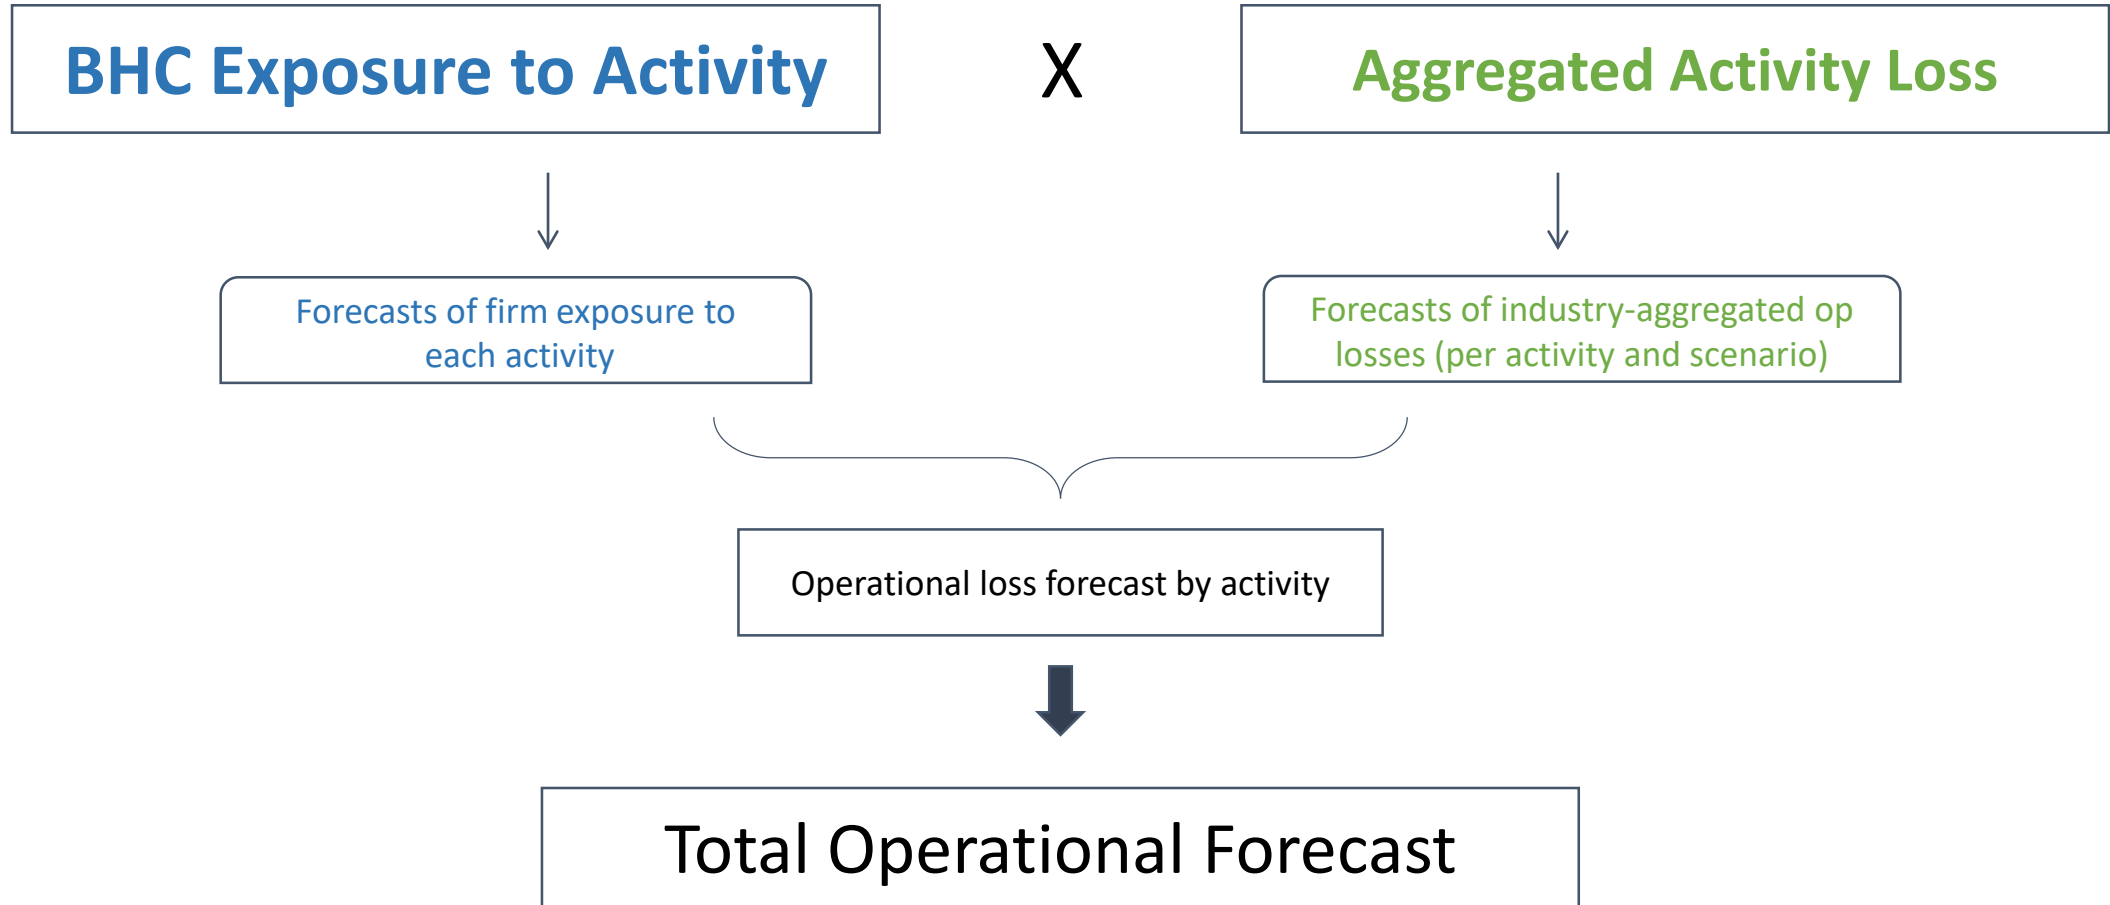 BHC Exposure to Activity
X
Aggregated Activity Loss
Forecasts of firm exposure to
each activity
Forecasts of industry-aggregated op
losses (per activity and scenario)
Operational loss forecast by activity
Total Operational Forecast